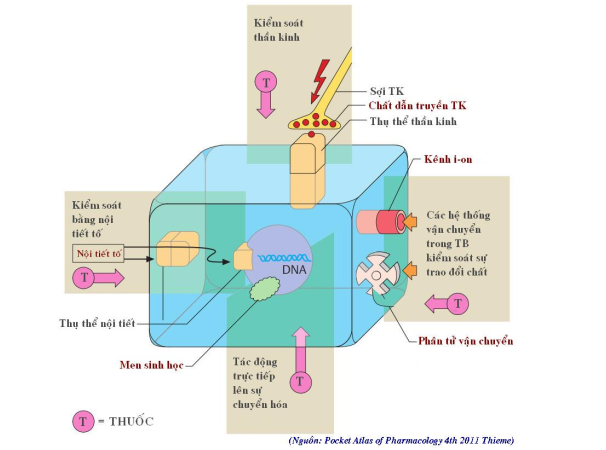 Kiểm soát
thần kinh
T
Sợi TK
Chất dẫn truyền TK
Thụ thể thần kinh
Kênh i-on
Kiểm soát
bằng nội
tiết tố
Nội tiết tố
T
Các hệ thống
vận chuyển
trong TB
kiểm soát sự
trao đổi chất
T
DNA
Thụ thể nội tiết
Men sinh học
Phân tử vận chuyển
Tác động
trực tiếp
lên sự
chuyển hóa
T
T = THUỐC
(Nguồn: Pocket Atlas of Pharmacology 4th 2011 Thieme)